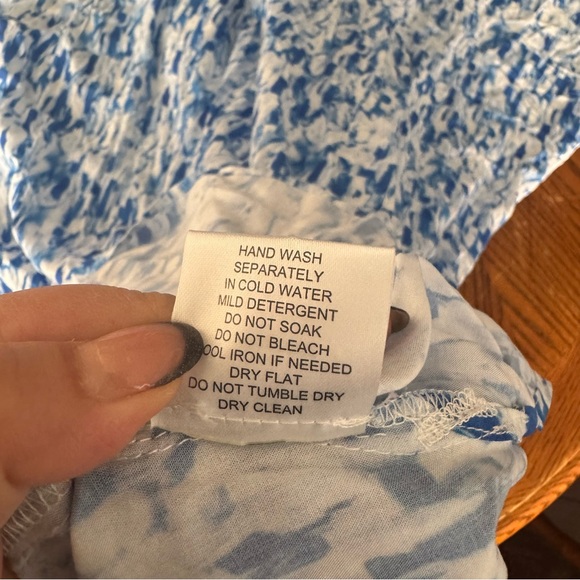 HAND WASH
SEPARATELY
IN COLD WATER
MILD DETERGENT
DO NOT SOAK
DO NOT BLEACH
OOL IRON IF NEEDED
DRY FLAT
DO NOT TUMBLE DRY
DRY CLEAN